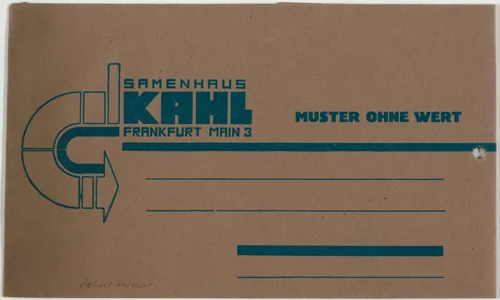 SAMENHAUS
KAHL
FRANKFURT MAIN 3
MUSTER OHNE WERT